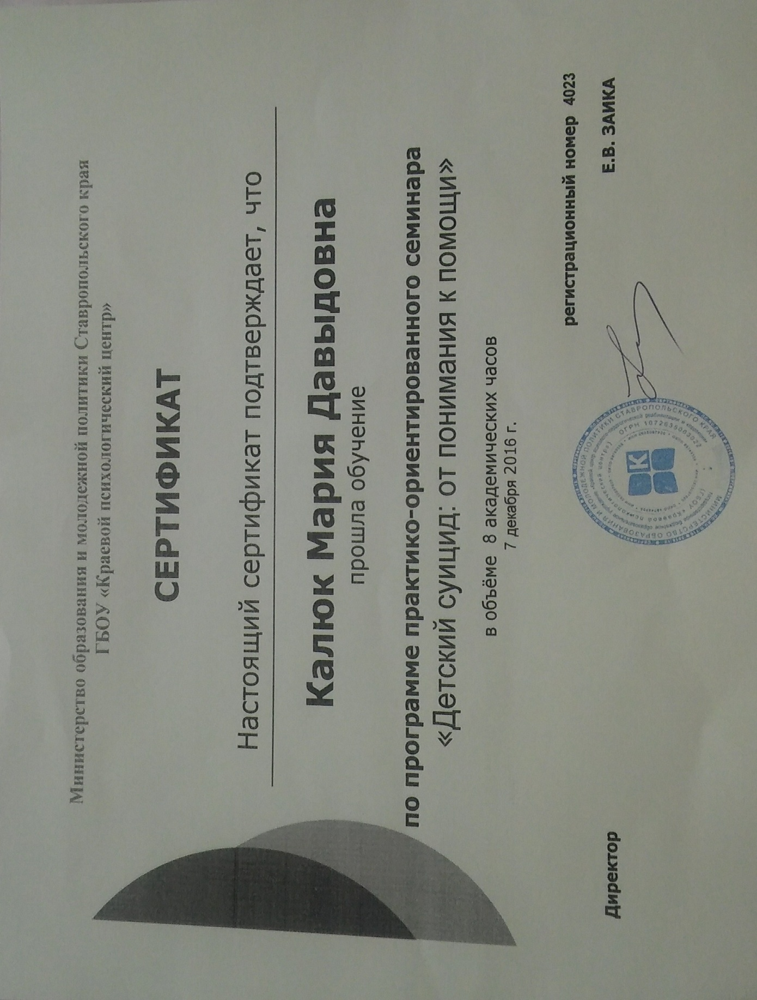 Министерство образования и молодежной политики Ставропольского края
ГБОУ «Краевой психологический центр»
СЕРТИФИКАТ
Настоящий сертификат подтверждает, что
Калюк Мария Давыдовна
прошла обучение
по программе практико-ориентированного семинара
«Детский суицид: от понимания к помощи»
в объёме 8 академических часов
7 декабря 2016 г.
регистрационный номер 4023
Директор Е.В. ЗАИКА
МИНИСТЕРСТВО ОБРАЗОВАНИЯ И МОЛОДЕЖНОЙ ПОЛИТИКИ СТАВРОПОЛЬСКОГО КРАЯ
(ГБОУ «Краевой психологический центр») ОГРН 1072635003022
К